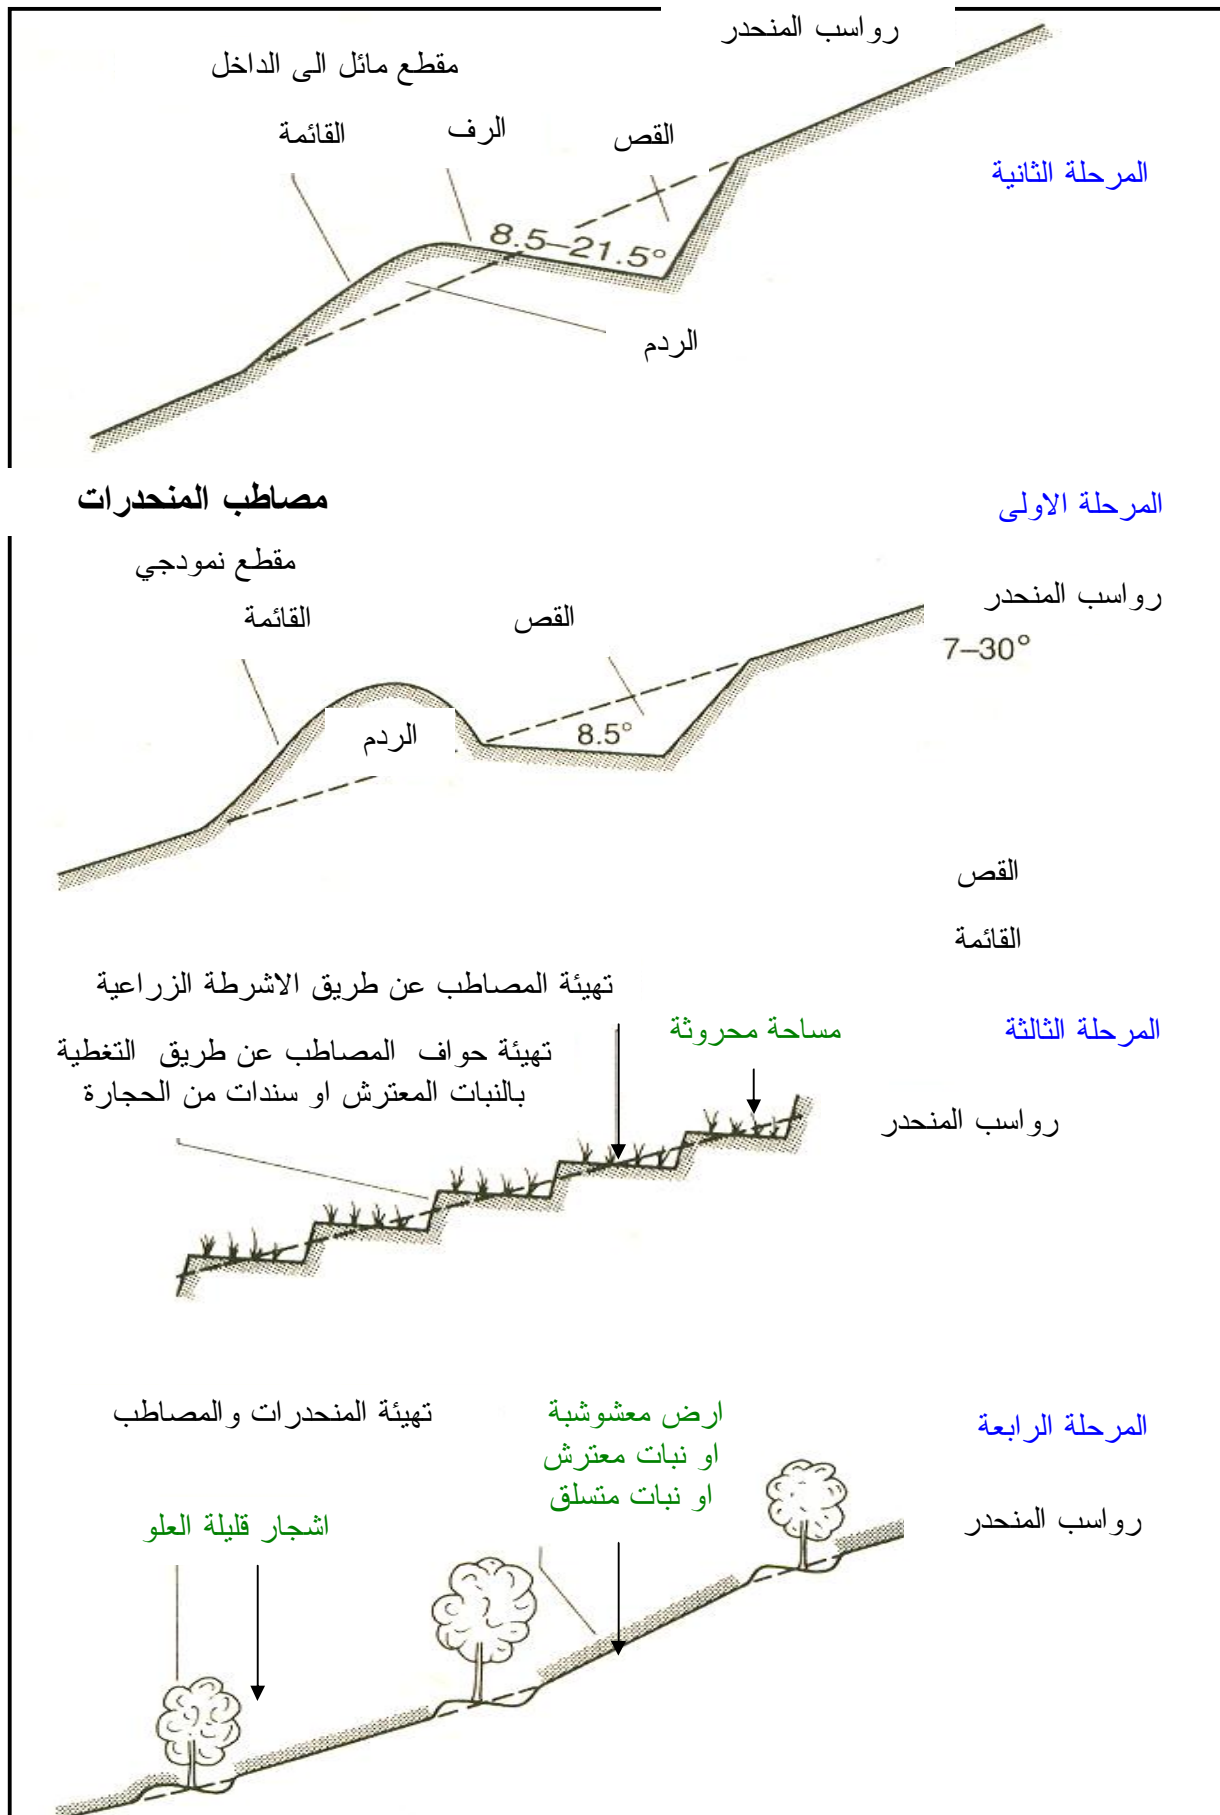 رواسب المنحدر
مقطع مائل الى الداخل
القص
الرف
القائمة
المرحلة الثانية
8.5–21.5°
الردم
المرحلة الاولى
مصاطب المنحدرات
مقطع نمودجي
رواسب المنحدر
القص
القائمة
7–30°
8.5°
الردم
القص
القائمة
تهيئة المصاطب عن طريق الاشرطة الزراعية
المرحلة الثالثة
مساحة محروثة
تهيئة حواف المصاطب عن طريق التغطية
بالنبات المعترش او سندات من الحجارة
رواسب المنحدر
المرحلة الرابعة
ارض معشوشبة
او نبات معترش
او نبات متسلق
تهيئة المنحدرات والمصاطب
رواسب المنحدر
اشجار قليلة العلو